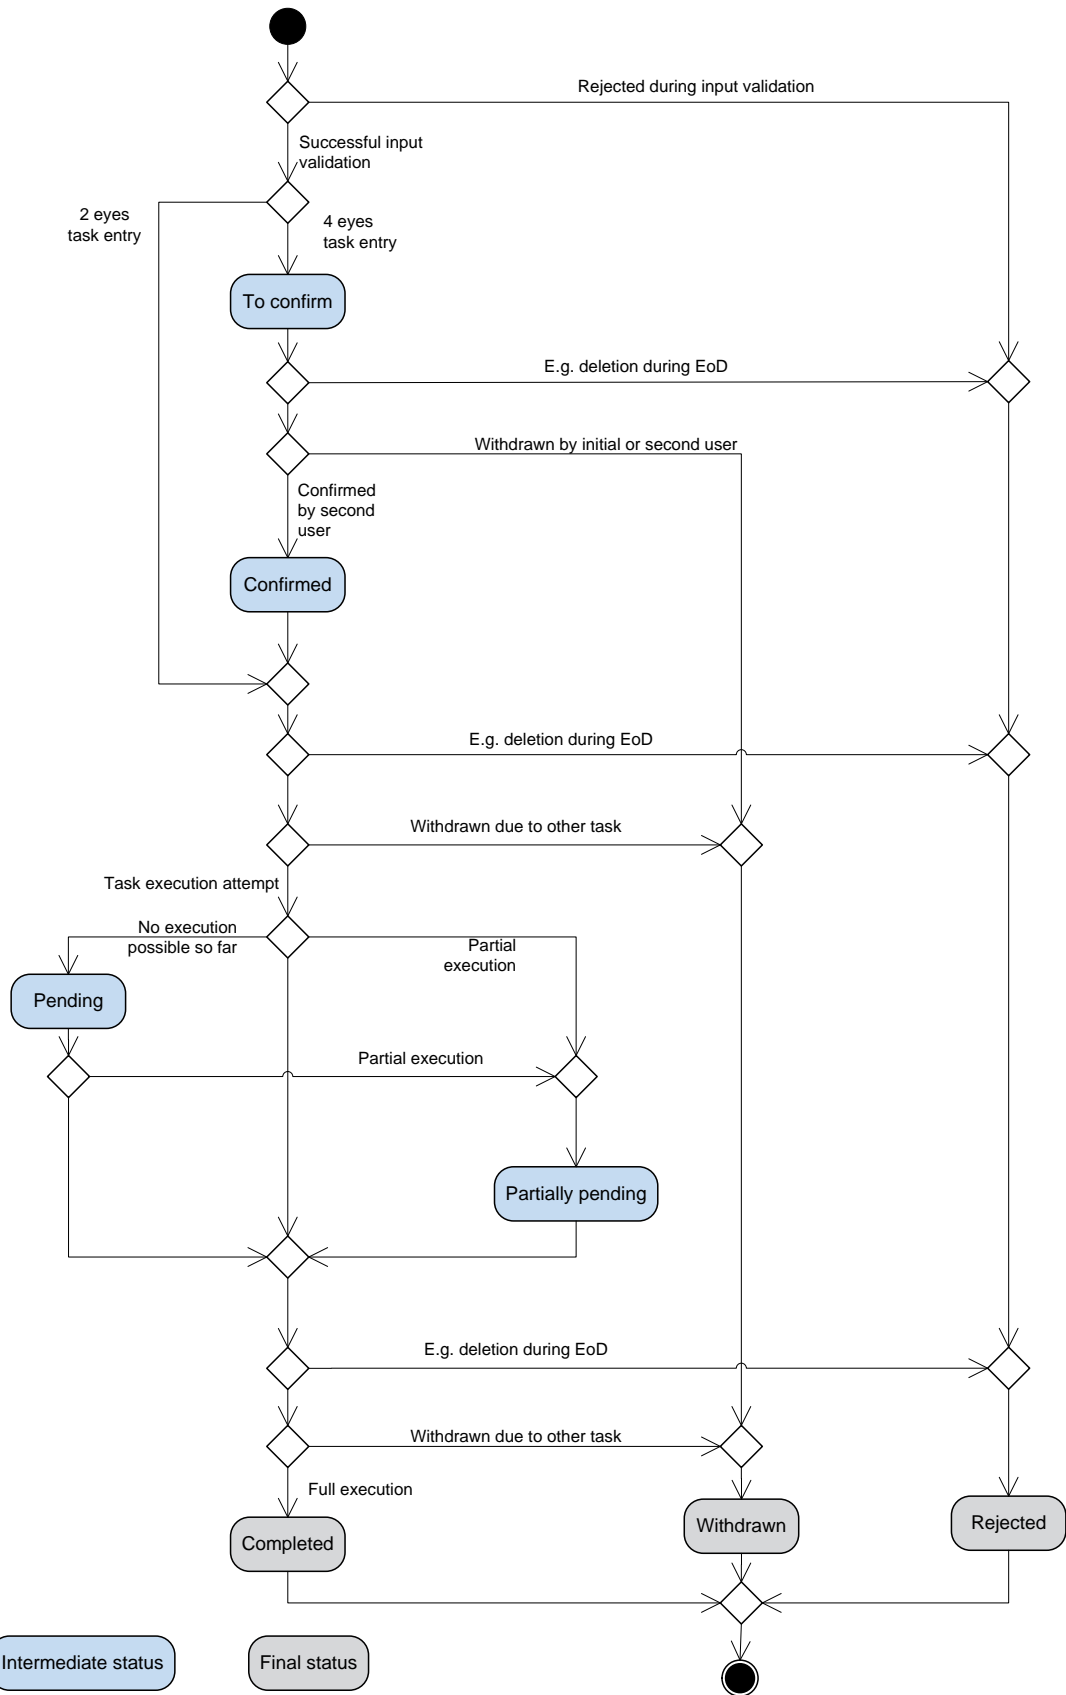 Rejected during input validation
Successful input
validation
2 eyes
task entry
4 eyes
task entry
To confirm
E.g. deletion during EoD
Withdrawn by initial or second user
Confirmed
by second
user
Confirmed
E.g. deletion during EoD
Withdrawn due to other task
Task execution attempt
No execution
possible so far
Partial
execution
Pending
Partial execution
Partially pending
E.g. deletion during EoD
Withdrawn due to other task
Full execution
Completed
Withdrawn
Rejected
Intermediate status
Final status